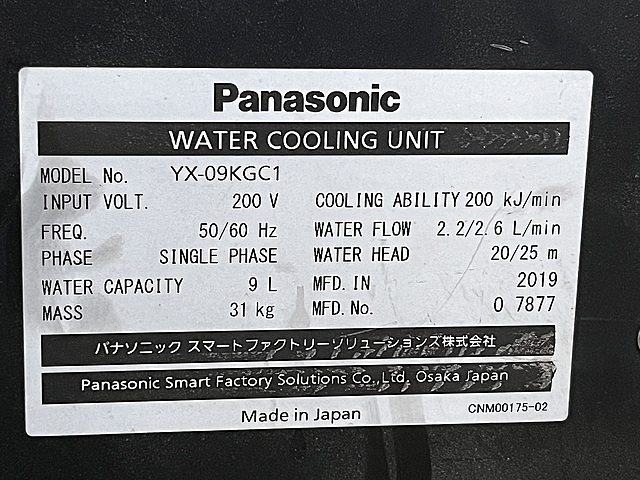 Panasonic
WATER COOLING UNIT
MODEL No. YX-09KGC1
INPUT VOLT. 200 V COOLING ABILITY 200 kJ/min
FREQ. 50/60 Hz WATER FLOW 2.2/2.6 L/min
PHASE SINGLE PHASE WATER HEAD 20/25 m
WATER CAPACITY 9 L MFD. IN 2019
MASS 31 kg MFD. No. 0 7877
パナソニック スマートファクトリーソリューションズ株式会社
Panasonic Smart Factory Solutions Co.,Ltd. Osaka Japan
Made in Japan CNM00175-02